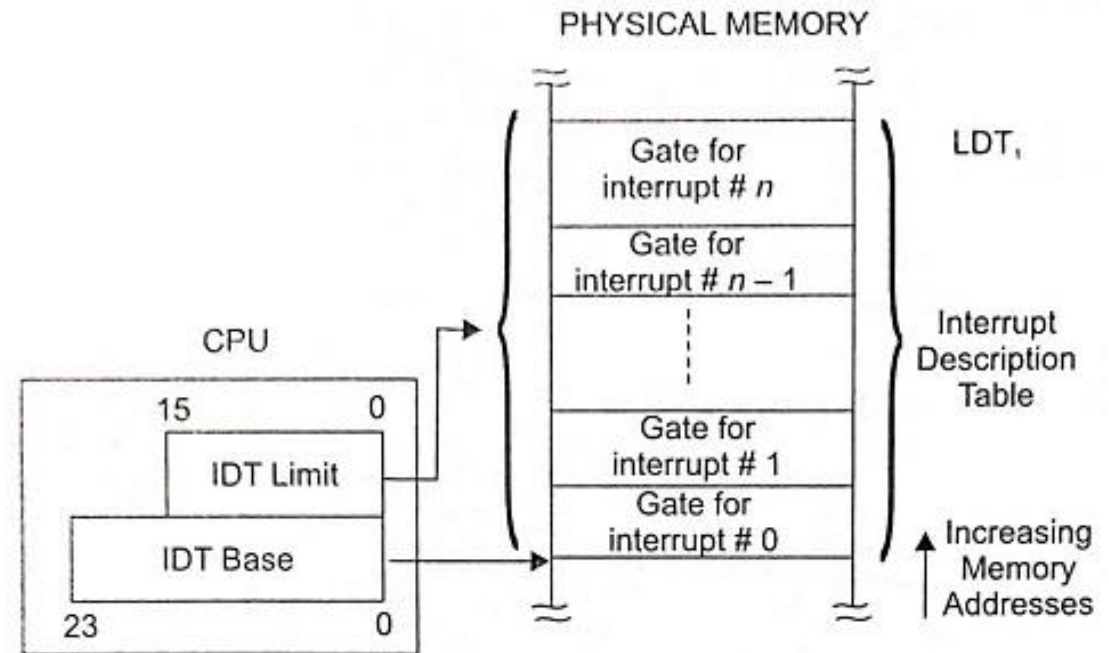 PHYSICAL MEMORY
Gate for
interrupt # n
LDT,
Gate for
interrupt # n – 1
CPU
Interrupt
Description
Table
15 0
IDT Limit
Gate for
interrupt # 1
IDT Base
Gate for
interrupt # 0
Increasing
Memory
Addresses
23 0